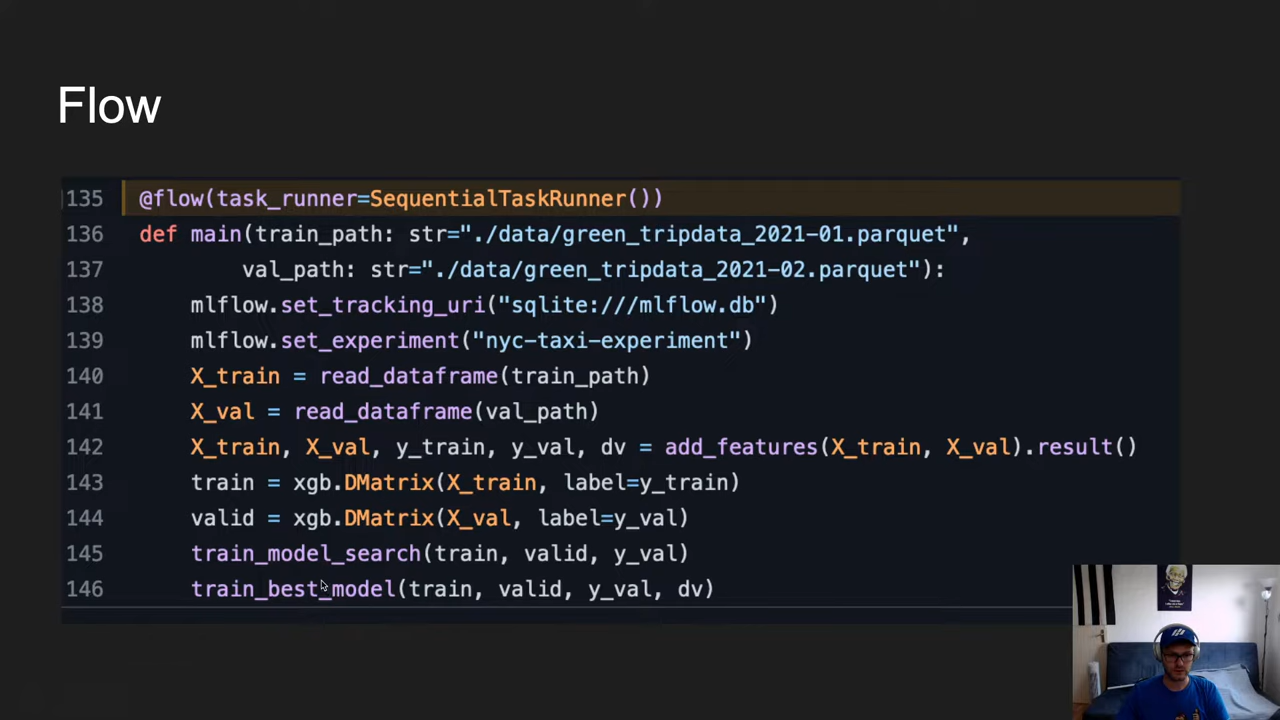 Flow
135 @flow(task_runner=SequentialTaskRunner())
136 def main(train_path: str="./data/green_tripdata_2021-01.parquet",
137 val_path: str="./data/green_tripdata_2021-02.parquet"):
138 mlflow.set_tracking_uri("sqlite:///mlflow.db")
139 mlflow.set_experiment("nyc-taxi-experiment")
140 X_train = read_dataframe(train_path)
141 X_val = read_dataframe(val_path)
142 X_train, X_val, y_train, y_val, dv = add_features(X_train, X_val).result()
143 train = xgb.DMatrix(X_train, label=y_train)
144 valid = xgb.DMatrix(X_val, label=y_val)
145 train_model_search(train, valid, y_val)
146 train_best_model(train, valid, y_val, dv)